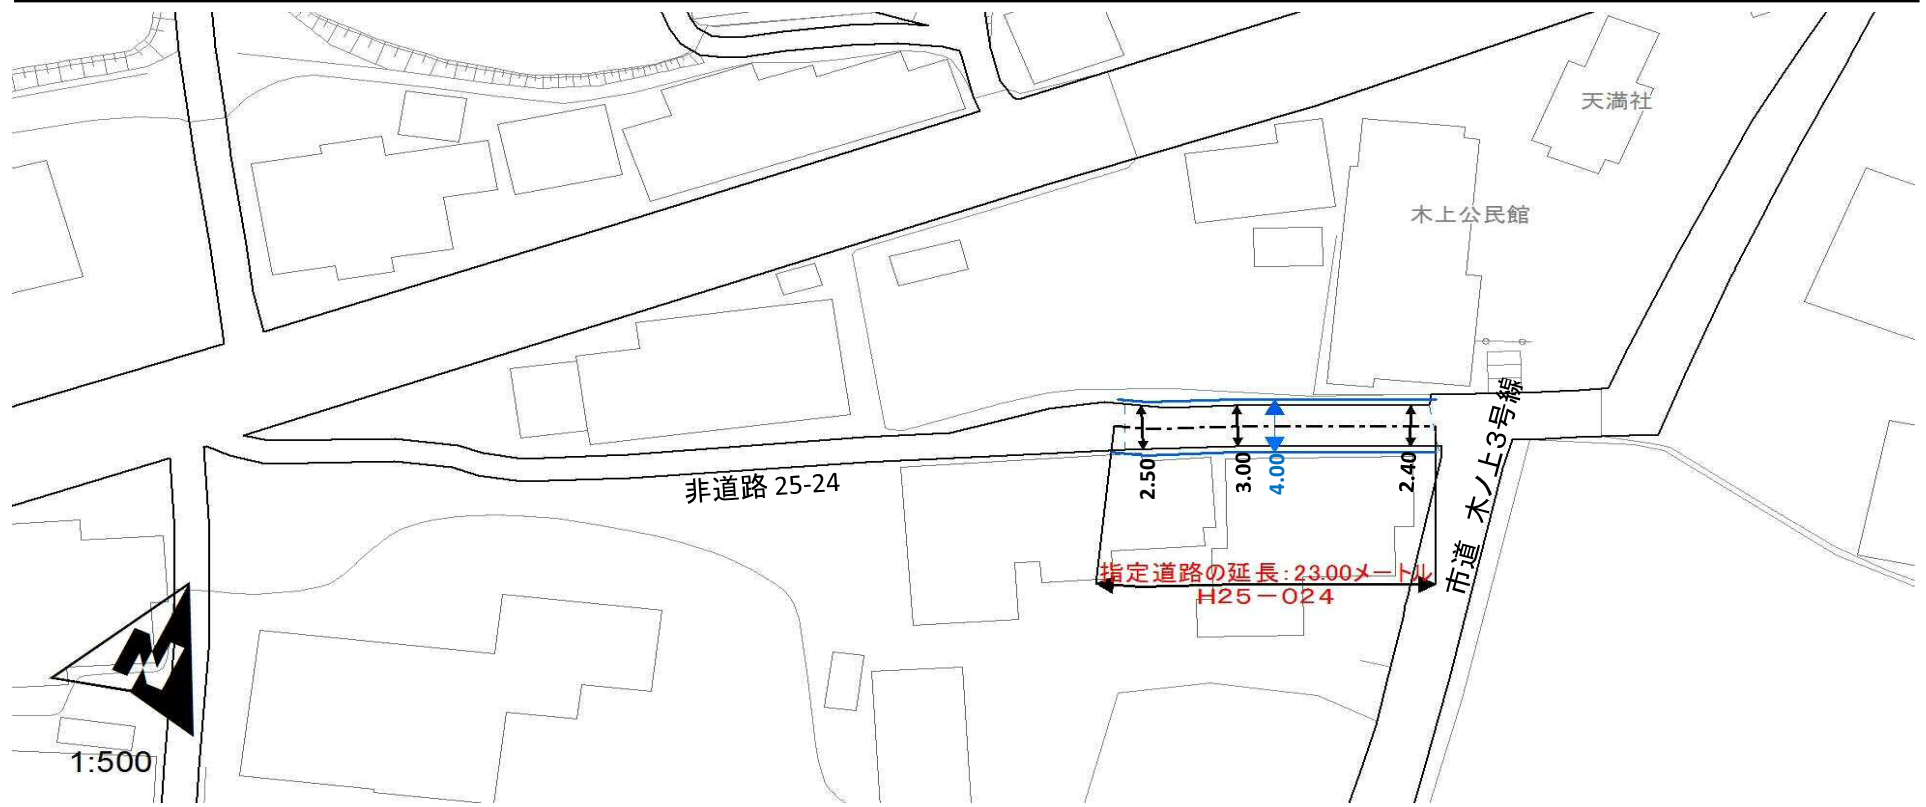 天満社
木上公民館
2.50
3.00
4.00
2.40
市道 木ノ上3号線
非道路 25-24
指定道路の延長:23.00メートル
H25-024
1:500